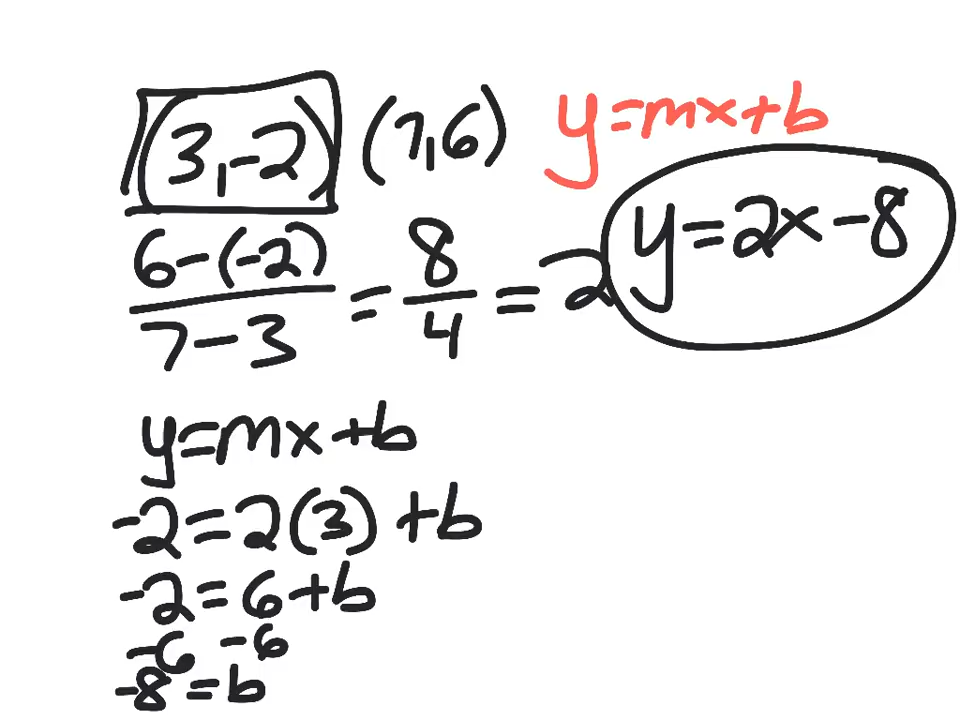 (3,-2) (7,6) y=mx+b
6-(-2)/7-3 = 8/4 = 2 y=2x-8
y=mx+b
-2=2(3)+b
-2=6+b
-6 -6
-8=b